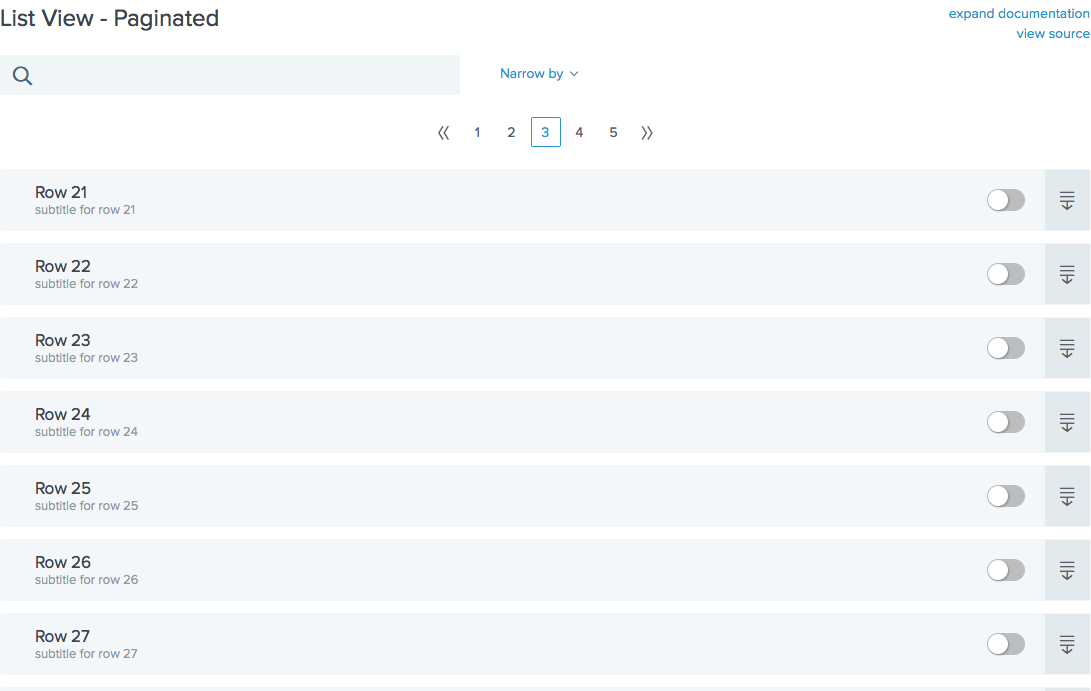 List View - Paginated
expand documentation
view source
Narrow by
1 2 3 4 5
Row 21
subtitle for row 21
Row 22
subtitle for row 22
Row 23
subtitle for row 23
Row 24
subtitle for row 24
Row 25
subtitle for row 25
Row 26
subtitle for row 26
Row 27
subtitle for row 27